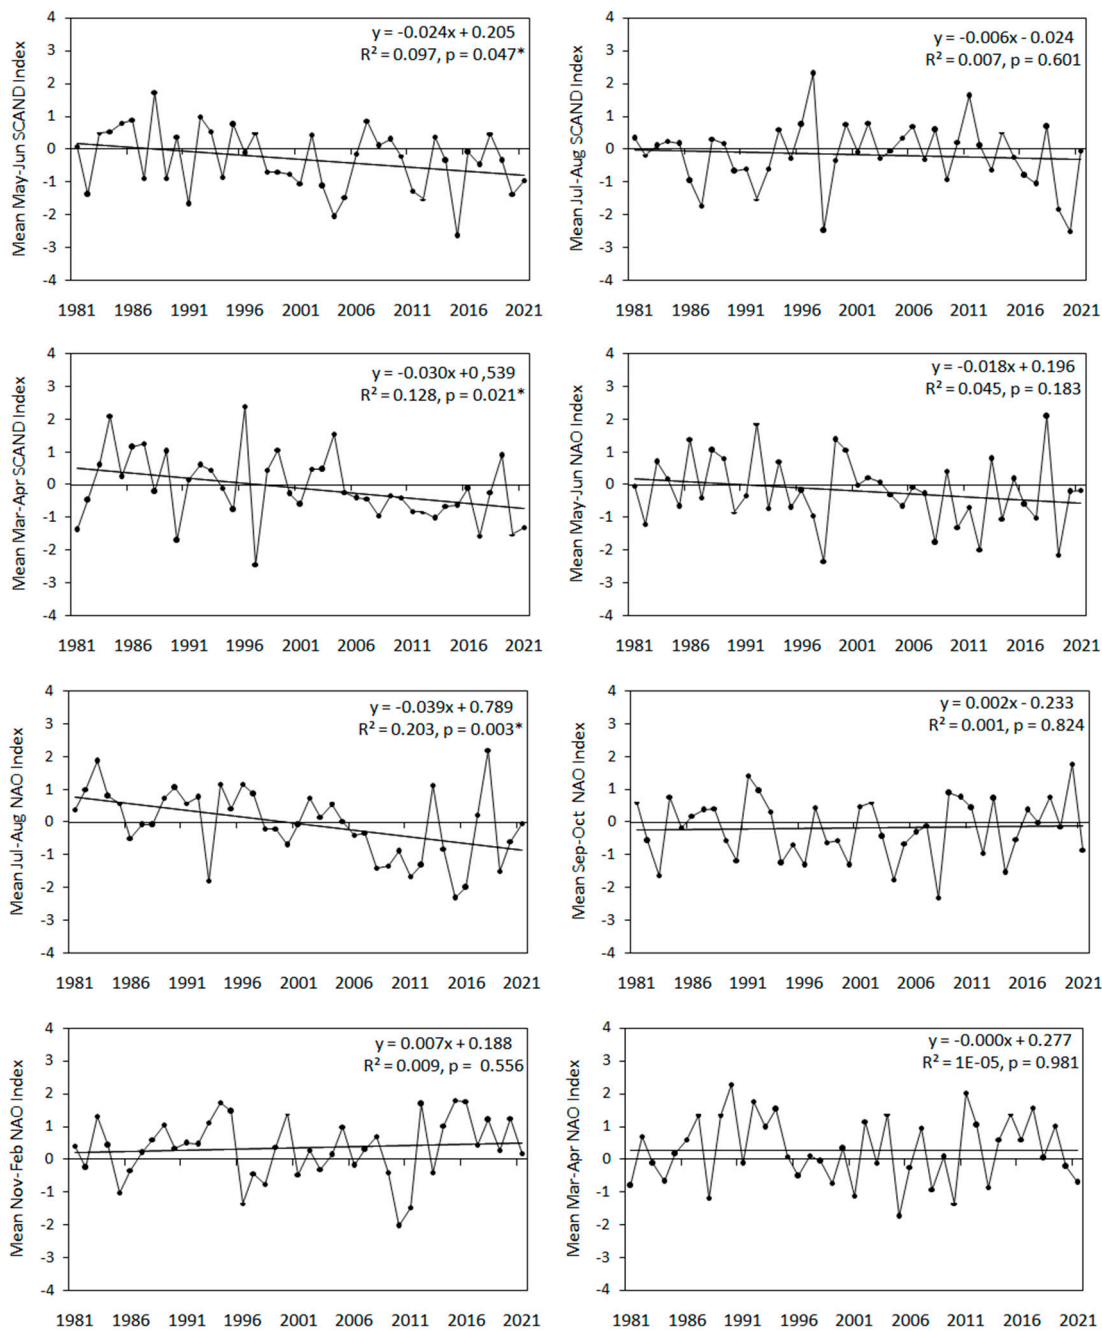 Mean May-Jun SCAND Index
4
3
2
1
0
-1
-2
-3
-4
y = -0.024x + 0.205
R² = 0.097, p = 0.047*
1981 1986 1991 1996 2001 2006 2011 2016 2021
Mean Jul-Aug SCAND Index
4
3
2
1
0
-1
-2
-3
-4
y = -0.006x - 0.024
R² = 0.007, p = 0.601
1981 1986 1991 1996 2001 2006 2011 2016 2021
Mean Mar-Apr SCAND Index
4
3
2
1
0
-1
-2
-3
-4
y = -0.030x +0 ,539
R² = 0.128, p = 0.021*
1981 1986 1991 1996 2001 2006 2011 2016 2021
Mean May-Jun NAO Index
4
3
2
1
0
-1
-2
-3
-4
y = -0.018x + 0.196
R² = 0.045, p = 0.183
1981 1986 1991 1996 2001 2006 2011 2016 2021
Mean Jul-Aug NAO Index
4
3
2
1
0
-1
-2
-3
-4
y = -0.039x + 0.789
R² = 0.203, p = 0.003*
1981 1986 1991 1996 2001 2006 2011 2016 2021
Mean Sep-Oct NAO Index
4
3
2
1
0
-1
-2
-3
-4
y = 0.002x - 0.233
R² = 0.001, p = 0.824
1981 1986 1991 1996 2001 2006 2011 2016 2021
Mean Nov-Feb NAO Index
4
3
2
1
0
-1
-2
-3
-4
y = 0.007x + 0.188
R² = 0.009, p = 0.556
1981 1986 1991 1996 2001 2006 2011 2016 2021
Mean Mar-Apr NAO Index
4
3
2
1
0
-1
-2
-3
-4
y = -0.000x + 0.277
R² = 1E-05, p = 0.981
1981 1986 1991 1996 2001 2006 2011 2016 2021